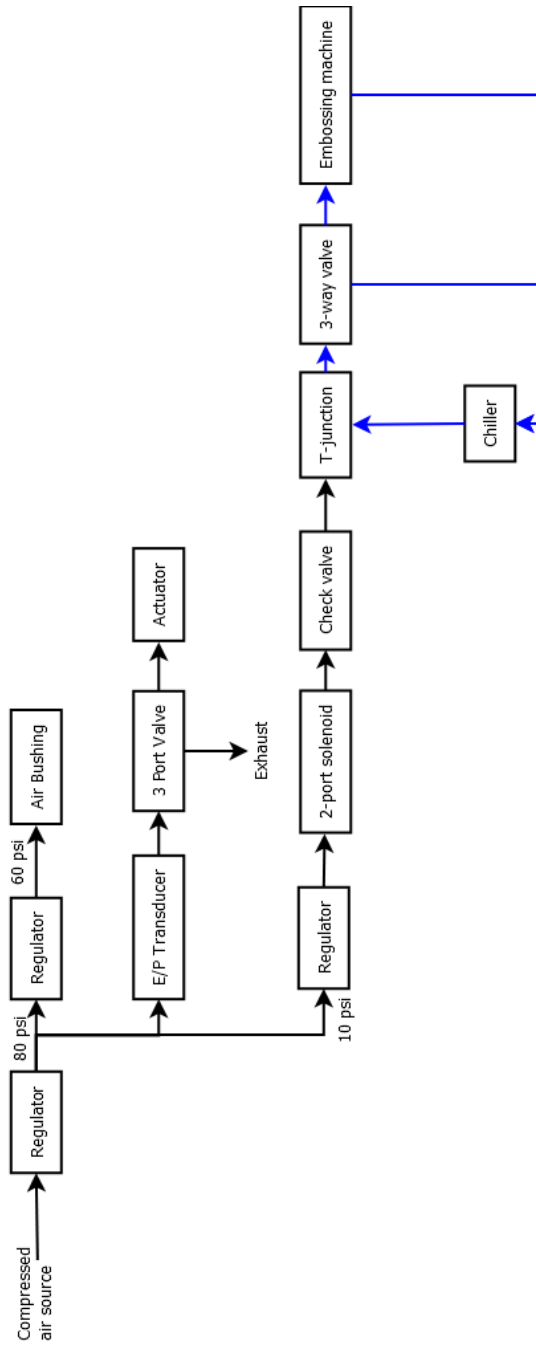 Compressed
air source
Regulator
80 psi
Regulator
60 psi
Air Bushing
E/P Transducer
3 Port Valve
Actuator
Exhaust
10 psi
Regulator
2-port solenoid
Check valve
T-junction
3-way valve
Embossing machine
Chiller